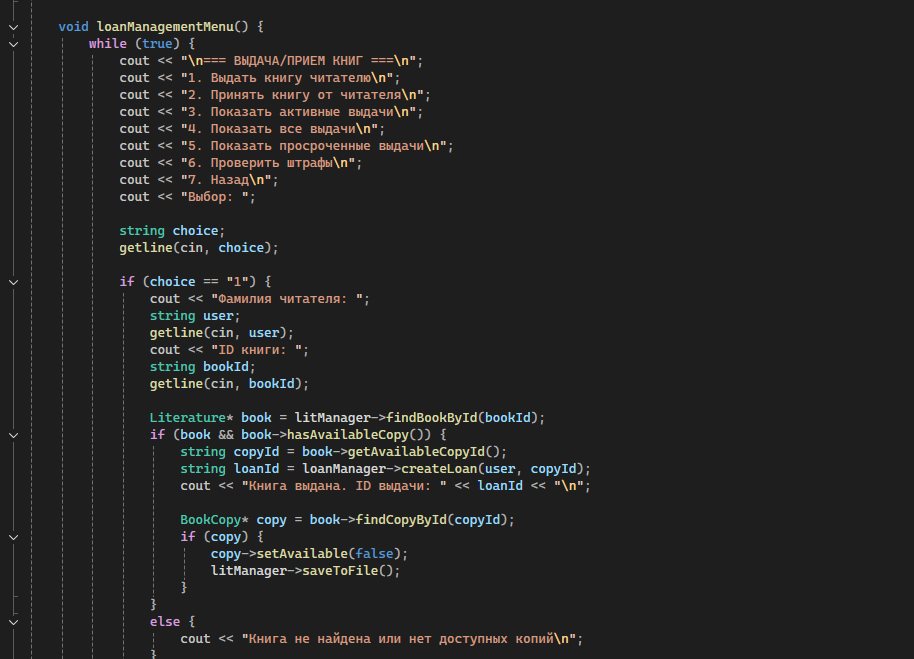 void loanManagementMenu() {
while (true) {
cout << "\n=== ВЫДАЧА/ПРИЕМ КНИГ ===\n";
cout << "1. Выдать книгу читателю\n";
cout << "2. Принять книгу от читателя\n";
cout << "3. Показать активные выдачи\n";
cout << "4. Показать все выдачи\n";
cout << "5. Показать просроченные выдачи\n";
cout << "6. Проверить штрафы\n";
cout << "7. Назад\n";
cout << "Выбор: ";
string choice;
getline(cin, choice);
if (choice == "1") {
cout << "Фамилия читателя: ";
string user;
getline(cin, user);
cout << "ID книги: ";
string bookId;
getline(cin, bookId);
Literature* book = litManager->findBookById(bookId);
if (book && book->hasAvailableCopy()) {
string copyId = book->getAvailableCopyId();
string loanId = loanManager->createLoan(user, copyId);
cout << "Книга выдана. ID выдачи: " << loanId << "\n";
BookCopy* copy = book->findCopyById(copyId);
if (copy) {
copy->setAvailable(false);
litManager->saveToFile();
}
}
else {
cout << "Книга не найдена или нет доступных копий\n";
}